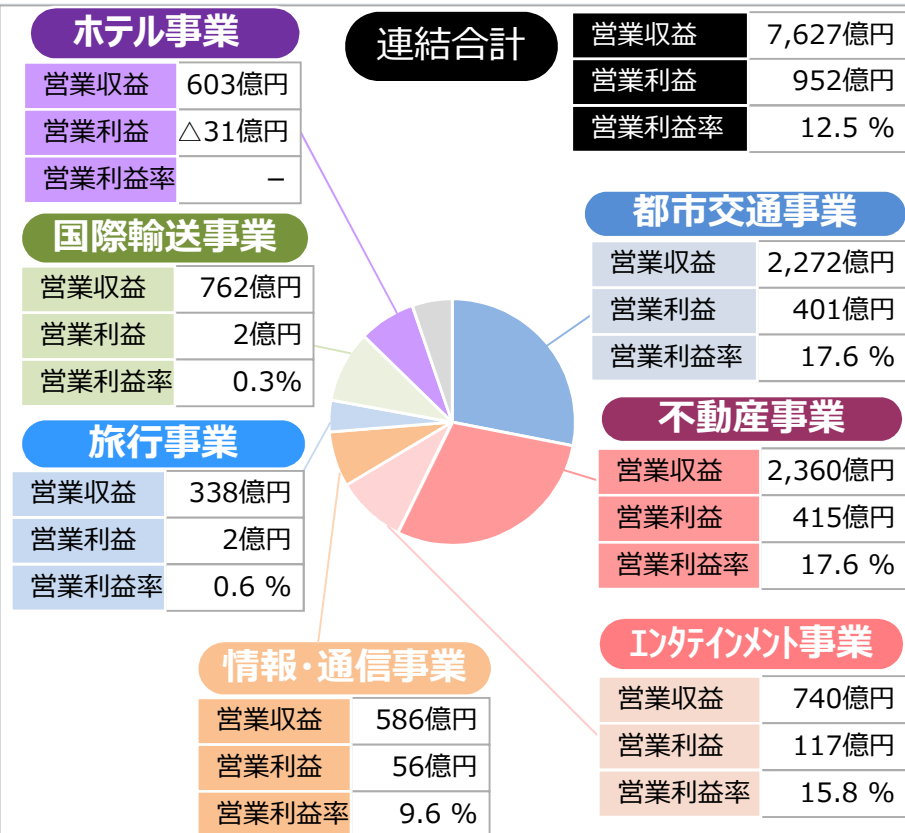 ホテル事業
営業収益 603億円
営業利益 △31億円
営業利益率 －
連結合計
営業収益 7,627億円
営業利益 952億円
営業利益率 12.5 %
国際輸送事業
営業収益 762億円
営業利益 2億円
営業利益率 0.3%
都市交通事業
営業収益 2,272億円
営業利益 401億円
営業利益率 17.6 %
旅行事業
営業収益 338億円
営業利益 2億円
営業利益率 0.6 %
不動産事業
営業収益 2,360億円
営業利益 415億円
営業利益率 17.6 %
情報・通信事業
営業収益 586億円
営業利益 56億円
営業利益率 9.6 %
エンタテインメント事業
営業収益 740億円
営業利益 117億円
営業利益率 15.8 %